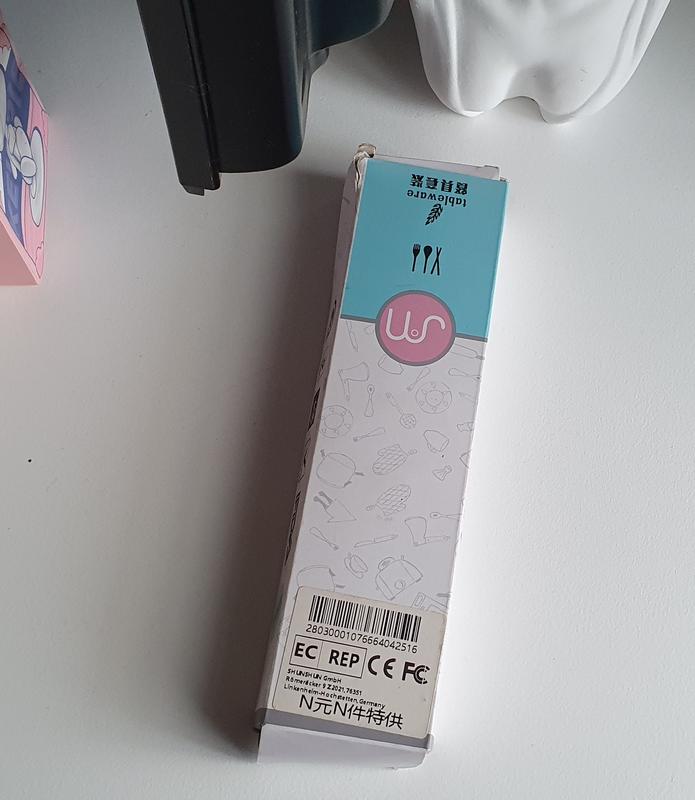 餐具套装
tableware
28030001076664042516
EC REP CE FC
SHUNSHUN GmbH
Römeräcker 9 Z2021,76351
Linkenheim-Hochstetten, Germany
N元N件特供